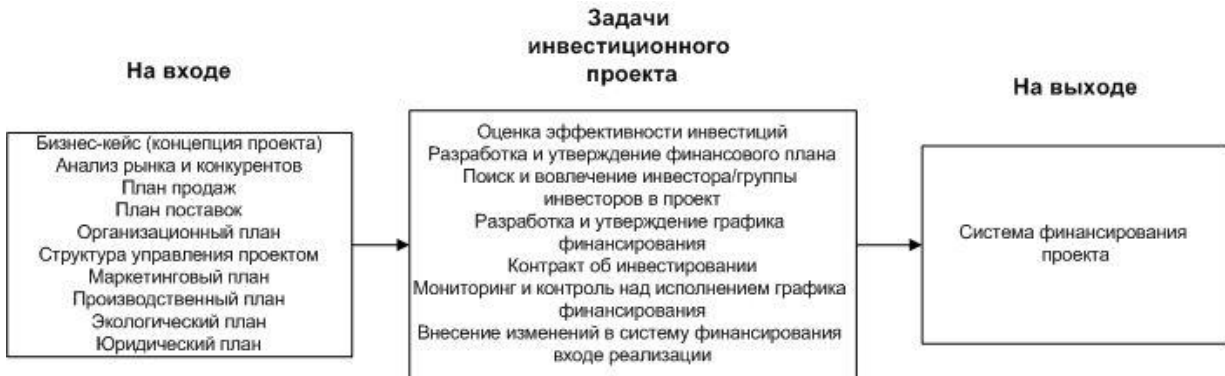 На входе
Бизнес-кейс (концепция проекта)
Анализ рынка и конкурентов
План продаж
План поставок
Организационный план
Структура управления проектом
Маркетинговый план
Производственный план
Экологический план
Юридический план
Задачи
инвестиционного
проекта
Оценка эффективности инвестиций
Разработка и утверждение финансового плана
Поиск и вовлечение инвестора/группы
инвесторов в проект
Разработка и утверждение графика
финансирования
Контракт об инвестировании
Мониторинг и контроль над исполнением графика
финансирования
Внесение изменений в систему финансирования
входе реализации
На выходе
Система финансирования
проекта